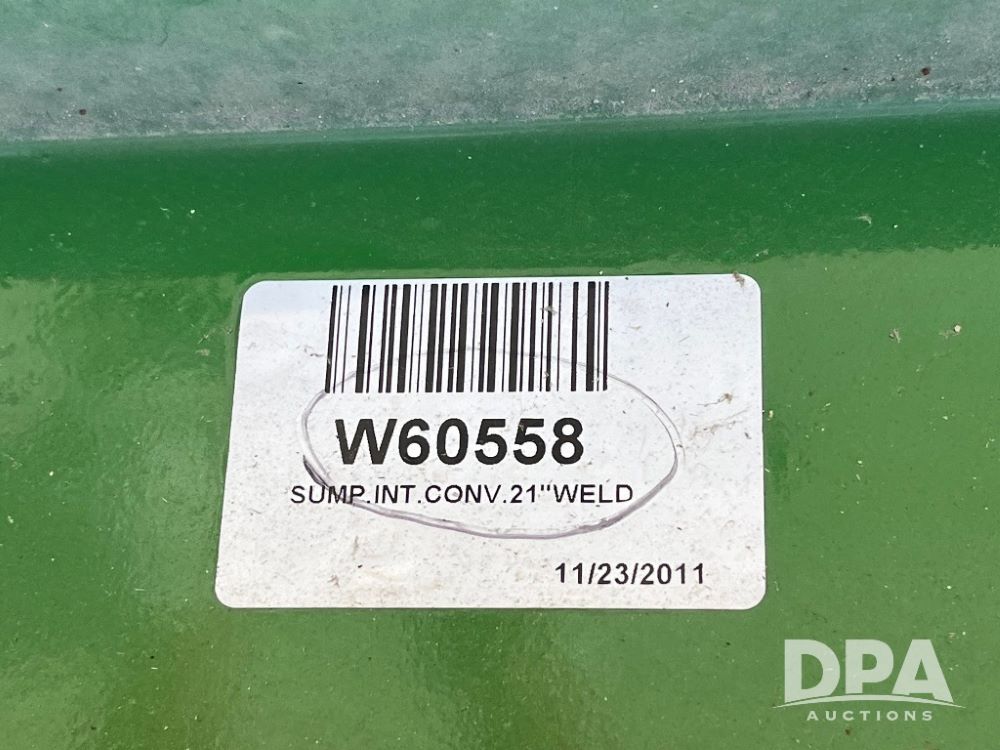 W60558
SUMP.INT.CONV.21"WELD
11/23/2011
DPA
AUCTIONS